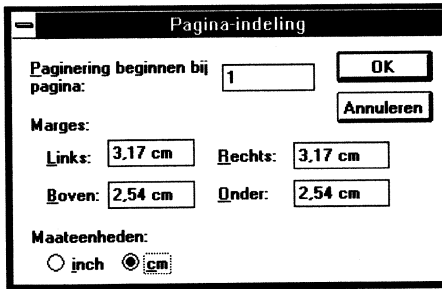 Pagina-indeling
Paginering beginnen bij
pagina:
1
OK
Annuleren
Marges:
Links: 3,17 cm Rechts: 3,17 cm
Boven: 2,54 cm Onder: 2,54 cm
Maateenheden:
inch cm